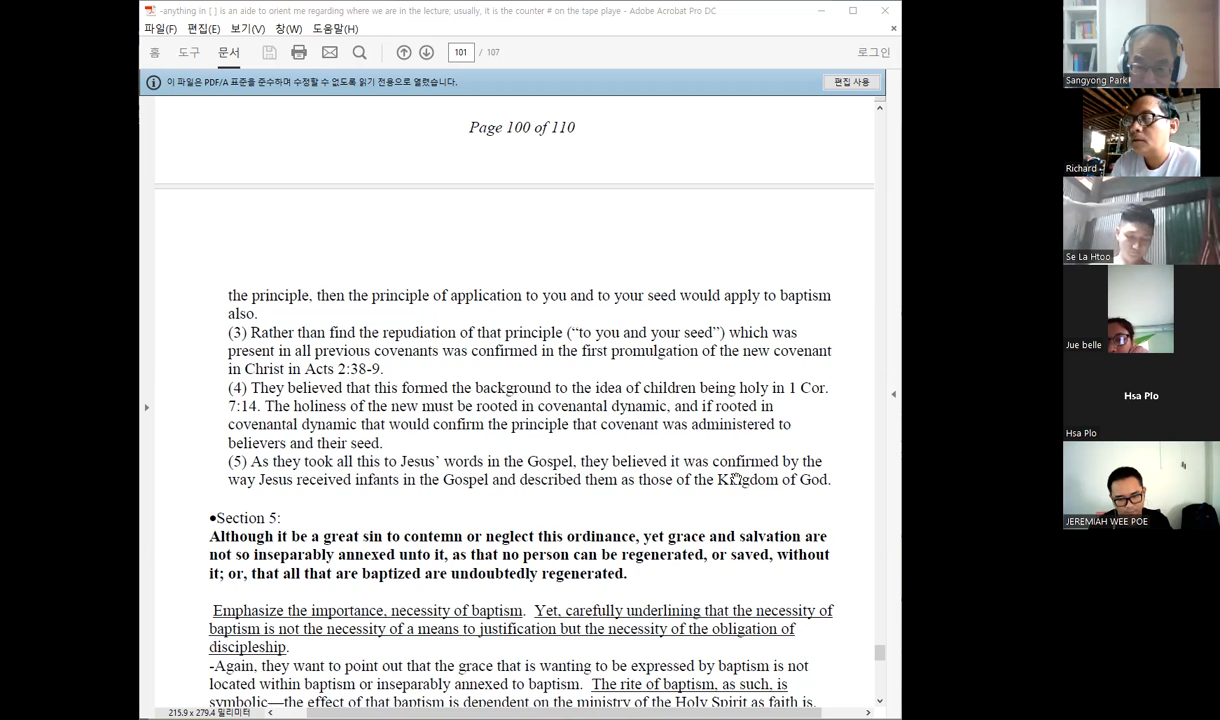 -anything in [ ] is an aide to orient me regarding where we are in the lecture; usually, it is the counter # on the tape playe - Adobe Acrobat Pro DC
파일(F) 편집(E) 보기(V) 창(W) 도움말(H)
홈 도구 문서 101 / 107 로그인
이 파일은 PDF/A 표준을 준수하며 수정할 수 없도록 읽기 전용으로 열렸습니다. 편집 사용
Page 100 of 110
the principle, then the principle of application to you and to your seed would apply to baptism
also.
(3) Rather than find the repudiation of that principle (“to you and your seed”) which was
present in all previous covenants was confirmed in the first promulgation of the new covenant
in Christ in Acts 2:38-9.
(4) They believed that this formed the background to the idea of children being holy in 1 Cor.
7:14. The holiness of the new must be rooted in covenantal dynamic, and if rooted in
covenantal dynamic that would confirm the principle that covenant was administered to
believers and their seed.
(5) As they took all this to Jesus’ words in the Gospel, they believed it was confirmed by the
way Jesus received infants in the Gospel and described them as those of the Kingdom of God.
•Section 5:
Although it be a great sin to contemn or neglect this ordinance, yet grace and salvation are
not so inseparably annexed unto it, as that no person can be regenerated, or saved, without
it; or, that all that are baptized are undoubtedly regenerated.
Emphasize the importance, necessity of baptism. Yet, carefully underlining that the necessity of
baptism is not the necessity of a means to justification but the necessity of the obligation of
discipleship.
-Again, they want to point out that the grace that is wanting to be expressed by baptism is not
located within baptism or inseparably annexed to baptism. The rite of baptism, as such, is
symbolic—the effect of that baptism is dependent on the ministry of the Holy Spirit as faith is.
215.9 x 279.4 밀리미터
Sangyong Park
Richard
Se La Htoo
Jue belle
Hsa Plo
Hsa Plo
JEREMIAH WEE POE